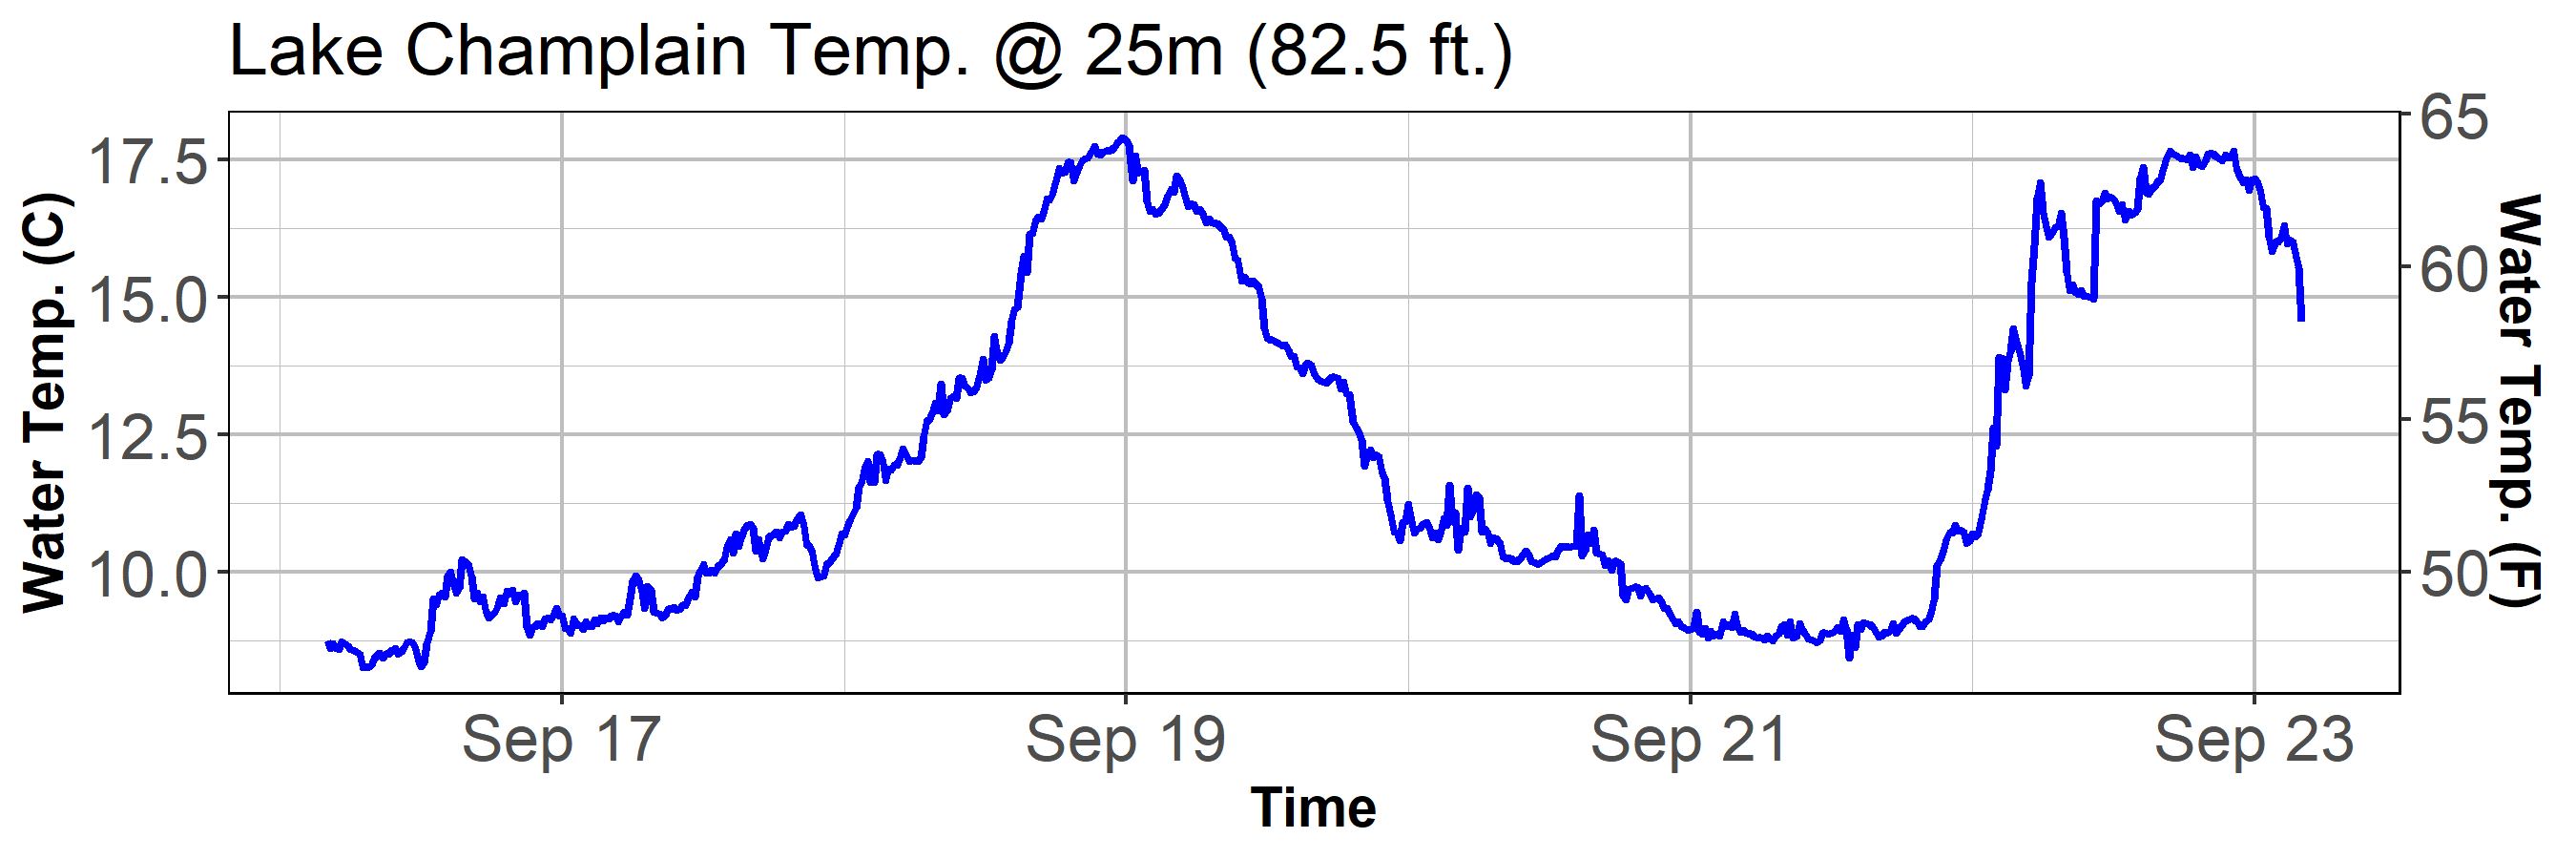 Lake Champlain Temp. @ 25m (82.5 ft.)
Water Temp. (C)
17.5
15.0
12.5
10.0
65
60
55
50
Water Temp. (F)
Sep 17 Sep 19 Sep 21 Sep 23
Time